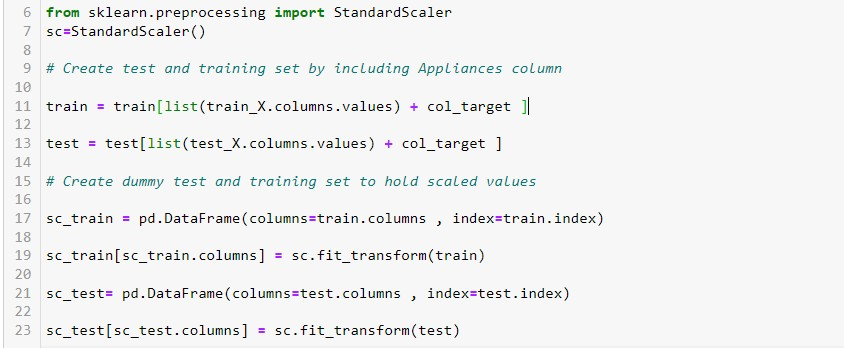 6 from sklearn.preprocessing import StandardScaler
7 sc=StandardScaler()
8
9 # Create test and training set by including Appliances column
10
11 train = train[list(train_X.columns.values) + col_target ]
12
13 test = test[list(test_X.columns.values) + col_target ]
14
15 # Create dummy test and training set to hold scaled values
16
17 sc_train = pd.DataFrame(columns=train.columns , index=train.index)
18
19 sc_train[sc_train.columns] = sc.fit_transform(train)
20
21 sc_test= pd.DataFrame(columns=test.columns , index=test.index)
22
23 sc_test[sc_test.columns] = sc.fit_transform(test)